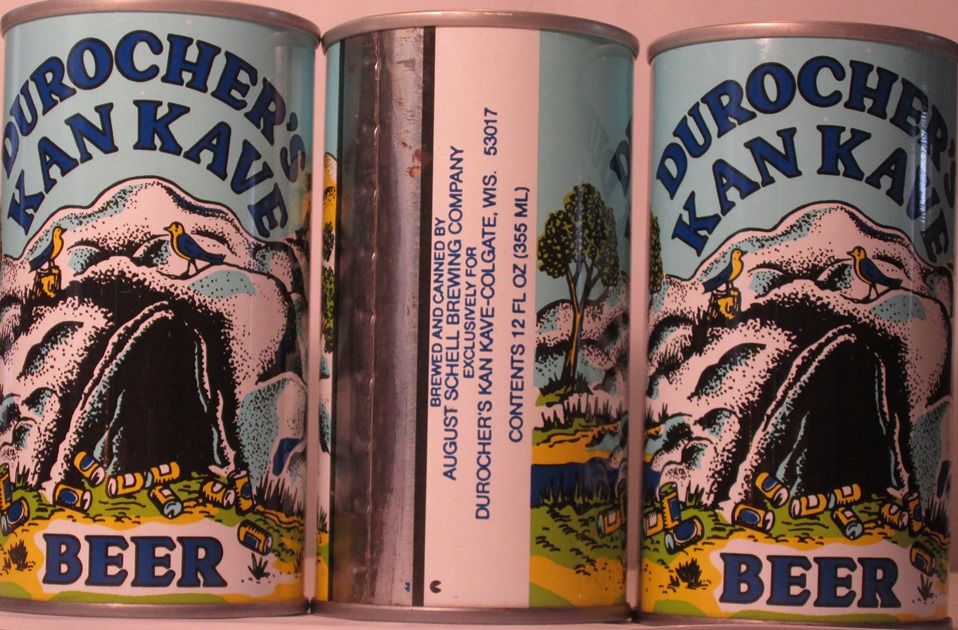 DUROCHER'S
KAN KAVE
BEER
BREWED AND CANNED BY
AUGUST SCHELL BREWING COMPANY
EXCLUSIVELY FOR
DUROCHER'S KAN KAVE-COLGATE, WIS. 53017
CONTENTS 12 FL OZ (355 ML)
DUROCHER'S
KAN KAVE
BEER